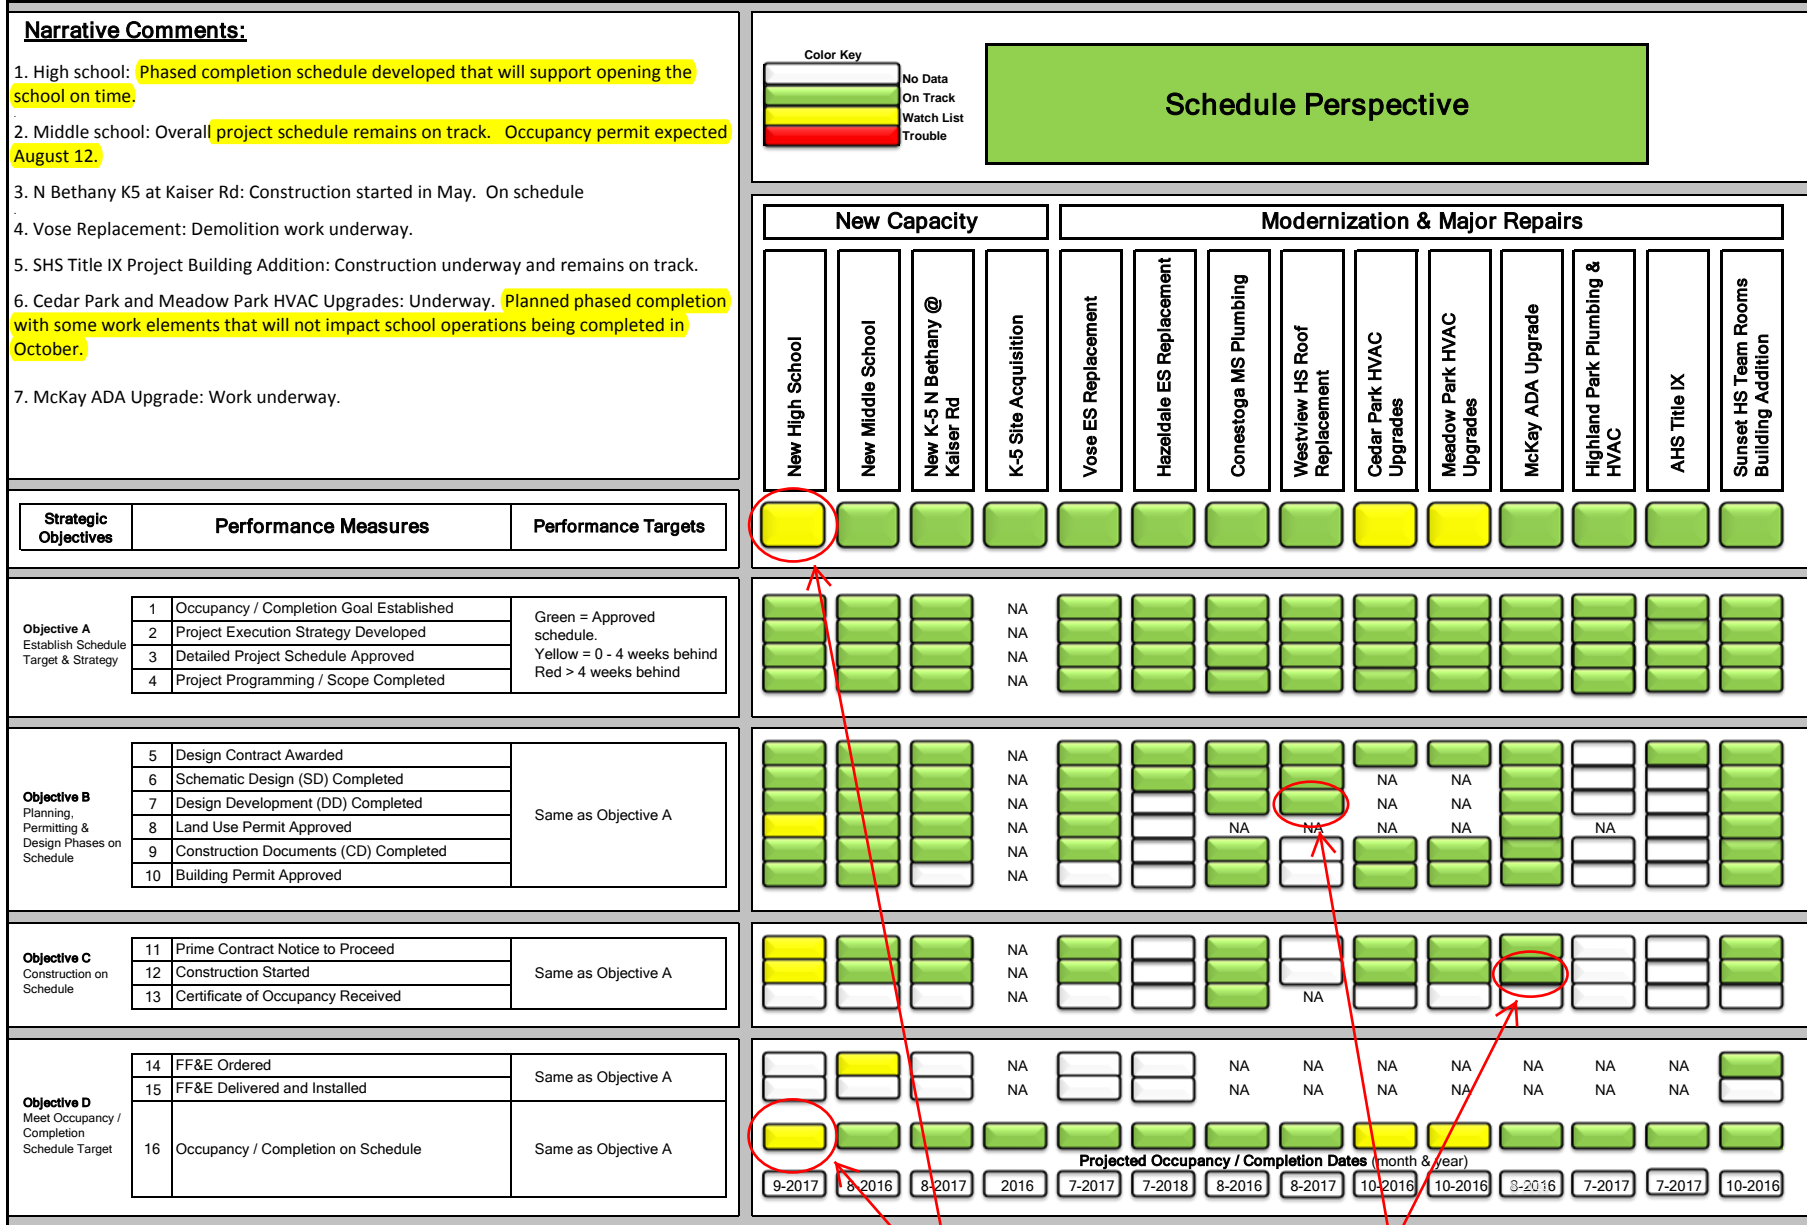 Narrative Comments:
1. High school: Phased completion schedule developed that will support opening the
school on time.
2. Middle school: Overall project schedule remains on track. Occupancy permit expected
August 12.
3. N Bethany K5 at Kaiser Rd: Construction started in May. On schedule
4. Vose Replacement: Demolition work underway.
5. SHS Title IX Project Building Addition: Construction underway and remains on track.
6. Cedar Park and Meadow Park HVAC Upgrades: Underway. Planned phased completion
with some work elements that will not impact school operations being completed in
October.
7. McKay ADA Upgrade: Work underway.
Color Key
No Data
On Track
Watch List
Trouble
Schedule Perspective
New Capacity
Modernization & Major Repairs
New High School
New Middle School
New K-5 N Bethany @
Kaiser Rd
K-5 Site Acquisition
Vose ES Replacement
Hazeldale ES Replacement
Conestoga MS Plumbing
Westview HS Roof
Replacement
Cedar Park HVAC
Upgrades
Meadow Park HVAC
Upgrades
McKay ADA Upgrade
Highland Park Plumbing &
HVAC
AHS Title IX
Sunset HS Team Rooms
Building Addition
Strategic
Objectives
Performance Measures
Performance Targets
Objective A
Establish Schedule
Target & Strategy
1 Occupancy / Completion Goal Established
2 Project Execution Strategy Developed
3 Detailed Project Schedule Approved
4 Project Programming / Scope Completed
Green = Approved
schedule.
Yellow = 0 - 4 weeks behind
Red > 4 weeks behind
NA
NA
NA
NA
Objective B
Planning,
Permitting &
Design Phases on
Schedule
5 Design Contract Awarded
6 Schematic Design (SD) Completed
7 Design Development (DD) Completed
8 Land Use Permit Approved
9 Construction Documents (CD) Completed
10 Building Permit Approved
Same as Objective A
NA
NA NA NA
NA NA NA
NA NA NA NA NA NA
NA
NA
Objective C
Construction on
Schedule
11 Prime Contract Notice to Proceed
12 Construction Started
13 Certificate of Occupancy Received
Same as Objective A
NA
NA
NA NA
Objective D
Meet Occupancy /
Completion
Schedule Target
14 FF&E Ordered
15 FF&E Delivered and Installed
Same as Objective A
16 Occupancy / Completion on Schedule
Same as Objective A
NA NA NA NA NA NA NA NA
NA NA NA NA NA NA NA NA
Projected Occupancy / Completion Dates (month & year)
9-2017 8-2016 8-2017 2016 7-2017 7-2018 8-2016 8-2017 10-2016 10-2016 8-2016 7-2017 7-2017 10-2016